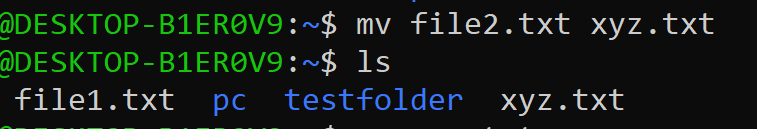 @DESKTOP-B1ER0V9:~$ mv file2.txt xyz.txt
@DESKTOP-B1ER0V9:~$ ls
file1.txt pc testfolder xyz.txt